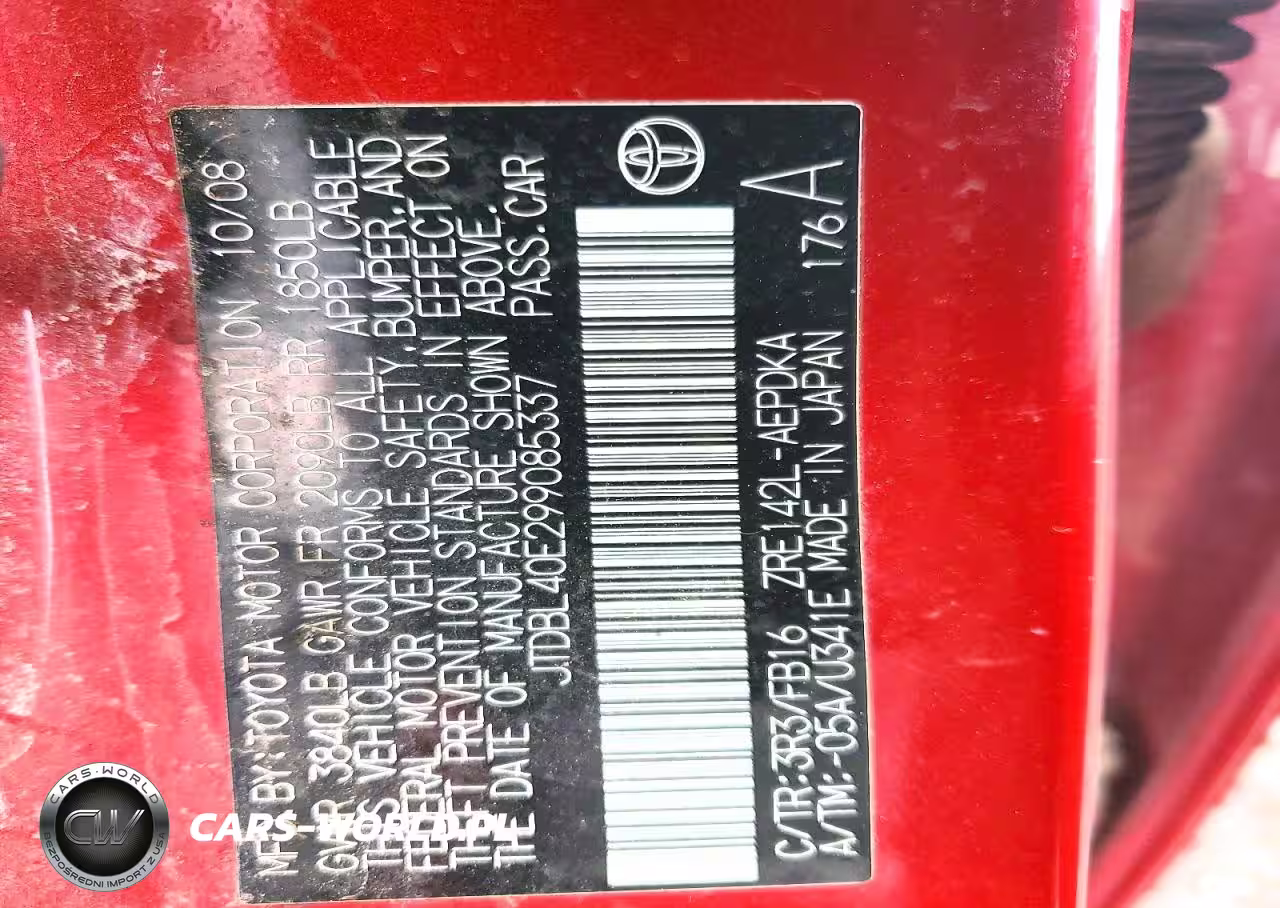 MFD.BY:TOYOTA MOTOR CORPORATION 10/08
GVWR 3840LB GAWR FR 2090LB RR 1850LB
THIS VEHICLE CONFORMS TO ALL APPLICABLE
FEDERAL MOTOR VEHICLE SAFETY,BUMPER,AND
THEFT PREVENTION STANDARDS IN EFFECT ON
THE DATE OF MANUFACTURE SHOWN ABOVE.
JTDBL40E299085337 PASS.CAR
C/TR:3R3/FB16 ZRE142L-AEPDKA
A/TM:-05A/U341E MADE IN JAPAN 176 A
CARS-WORLD
CW
BEZPOŚREDNI IMPORT Z USA
CARS-WORLD.PL